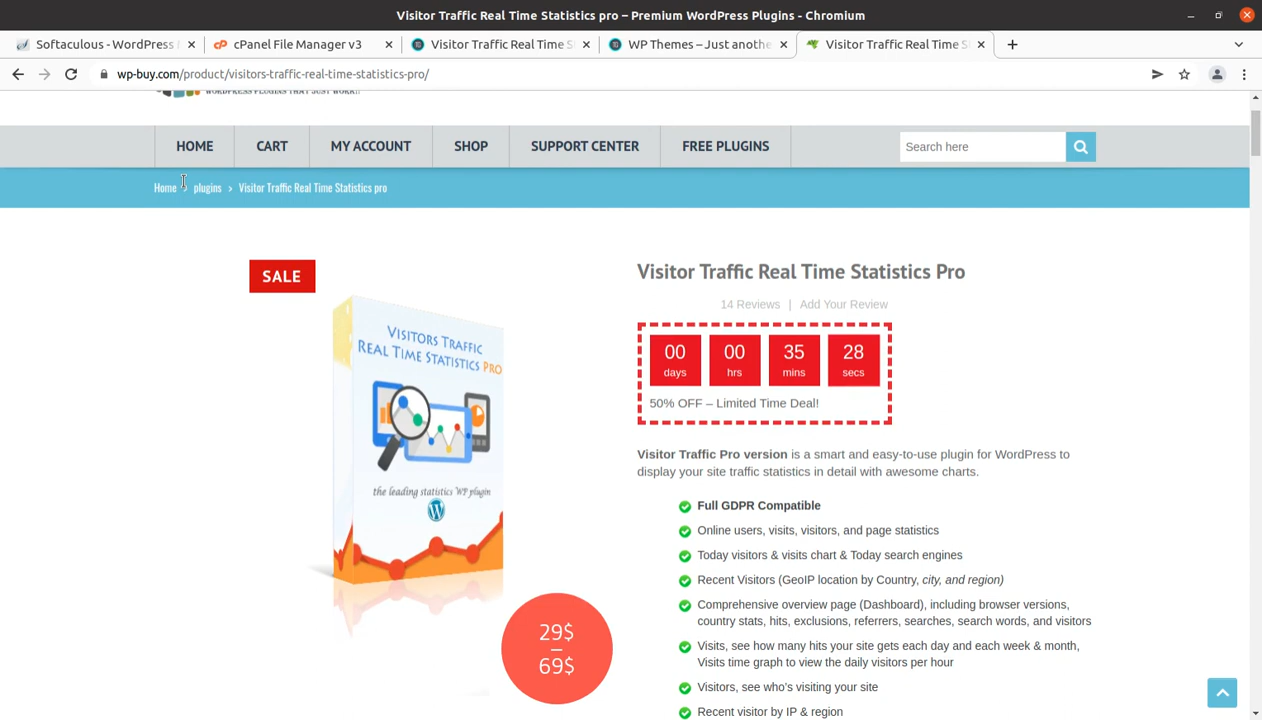 Visitor Traffic Real Time Statistics pro – Premium WordPress Plugins - Chromium
Softaculous - WordPress
cPanel File Manager v3
Visitor Traffic Real Time S
WP Themes – Just anothe
Visitor Traffic Real Time S
wp-buy.com/product/visitors-traffic-real-time-statistics-pro/
WORDPRESS PLUGINS THAT JUST WORK!!
HOME
CART
MY ACCOUNT
SHOP
SUPPORT CENTER
FREE PLUGINS
Search here
Home › plugins › Visitor Traffic Real Time Statistics pro
SALE
VISITORS TRAFFIC
REAL TIME STATISTICS PRO
the leading statistics WP plugin
29$
–
69$
Visitor Traffic Real Time Statistics Pro
14 Reviews | Add Your Review
00 00 35 28
days hrs mins secs
50% OFF – Limited Time Deal!
Visitor Traffic Pro version is a smart and easy-to-use plugin for WordPress to
display your site traffic statistics in detail with awesome charts.
Full GDPR Compatible
Online users, visits, visitors, and page statistics
Today visitors & visits chart & Today search engines
Recent Visitors (GeoIP location by Country, city, and region)
Comprehensive overview page (Dashboard), including browser versions,
country stats, hits, exclusions, referrers, searches, search words, and visitors
Visits, see how many hits your site gets each day and each week & month,
Visits time graph to view the daily visitors per hour
Visitors, see who's visiting your site
Recent visitor by IP & region